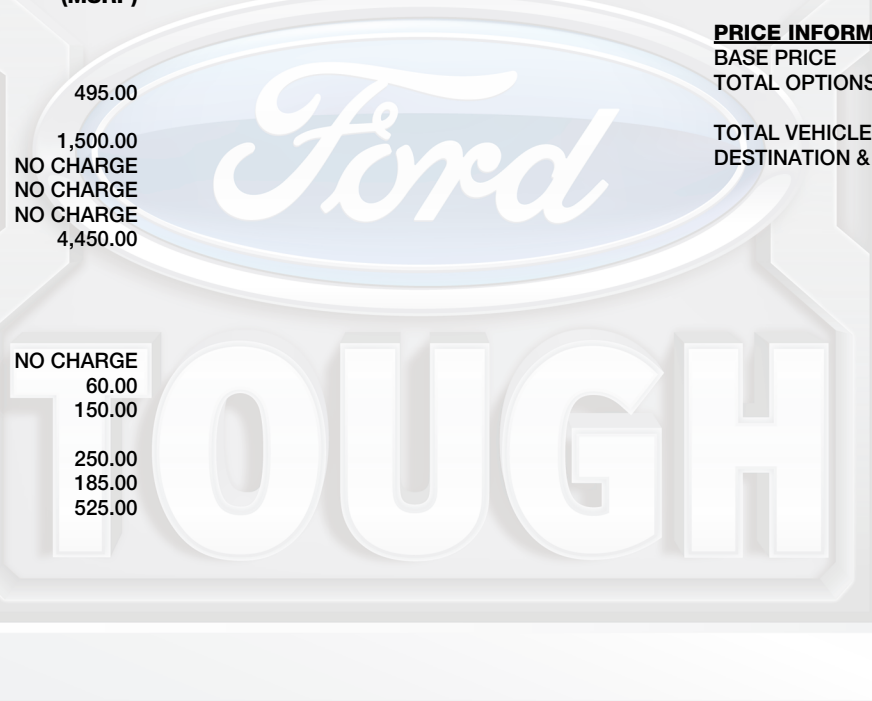 (MSRP)
495.00
1,500.00
NO CHARGE
NO CHARGE
NO CHARGE
4,450.00
NO CHARGE
60.00
150.00
250.00
185.00
525.00
PRICE INFORM
BASE PRICE
TOTAL OPTIONS
TOTAL VEHICLE
DESTINATION &
Ford
TOUGH